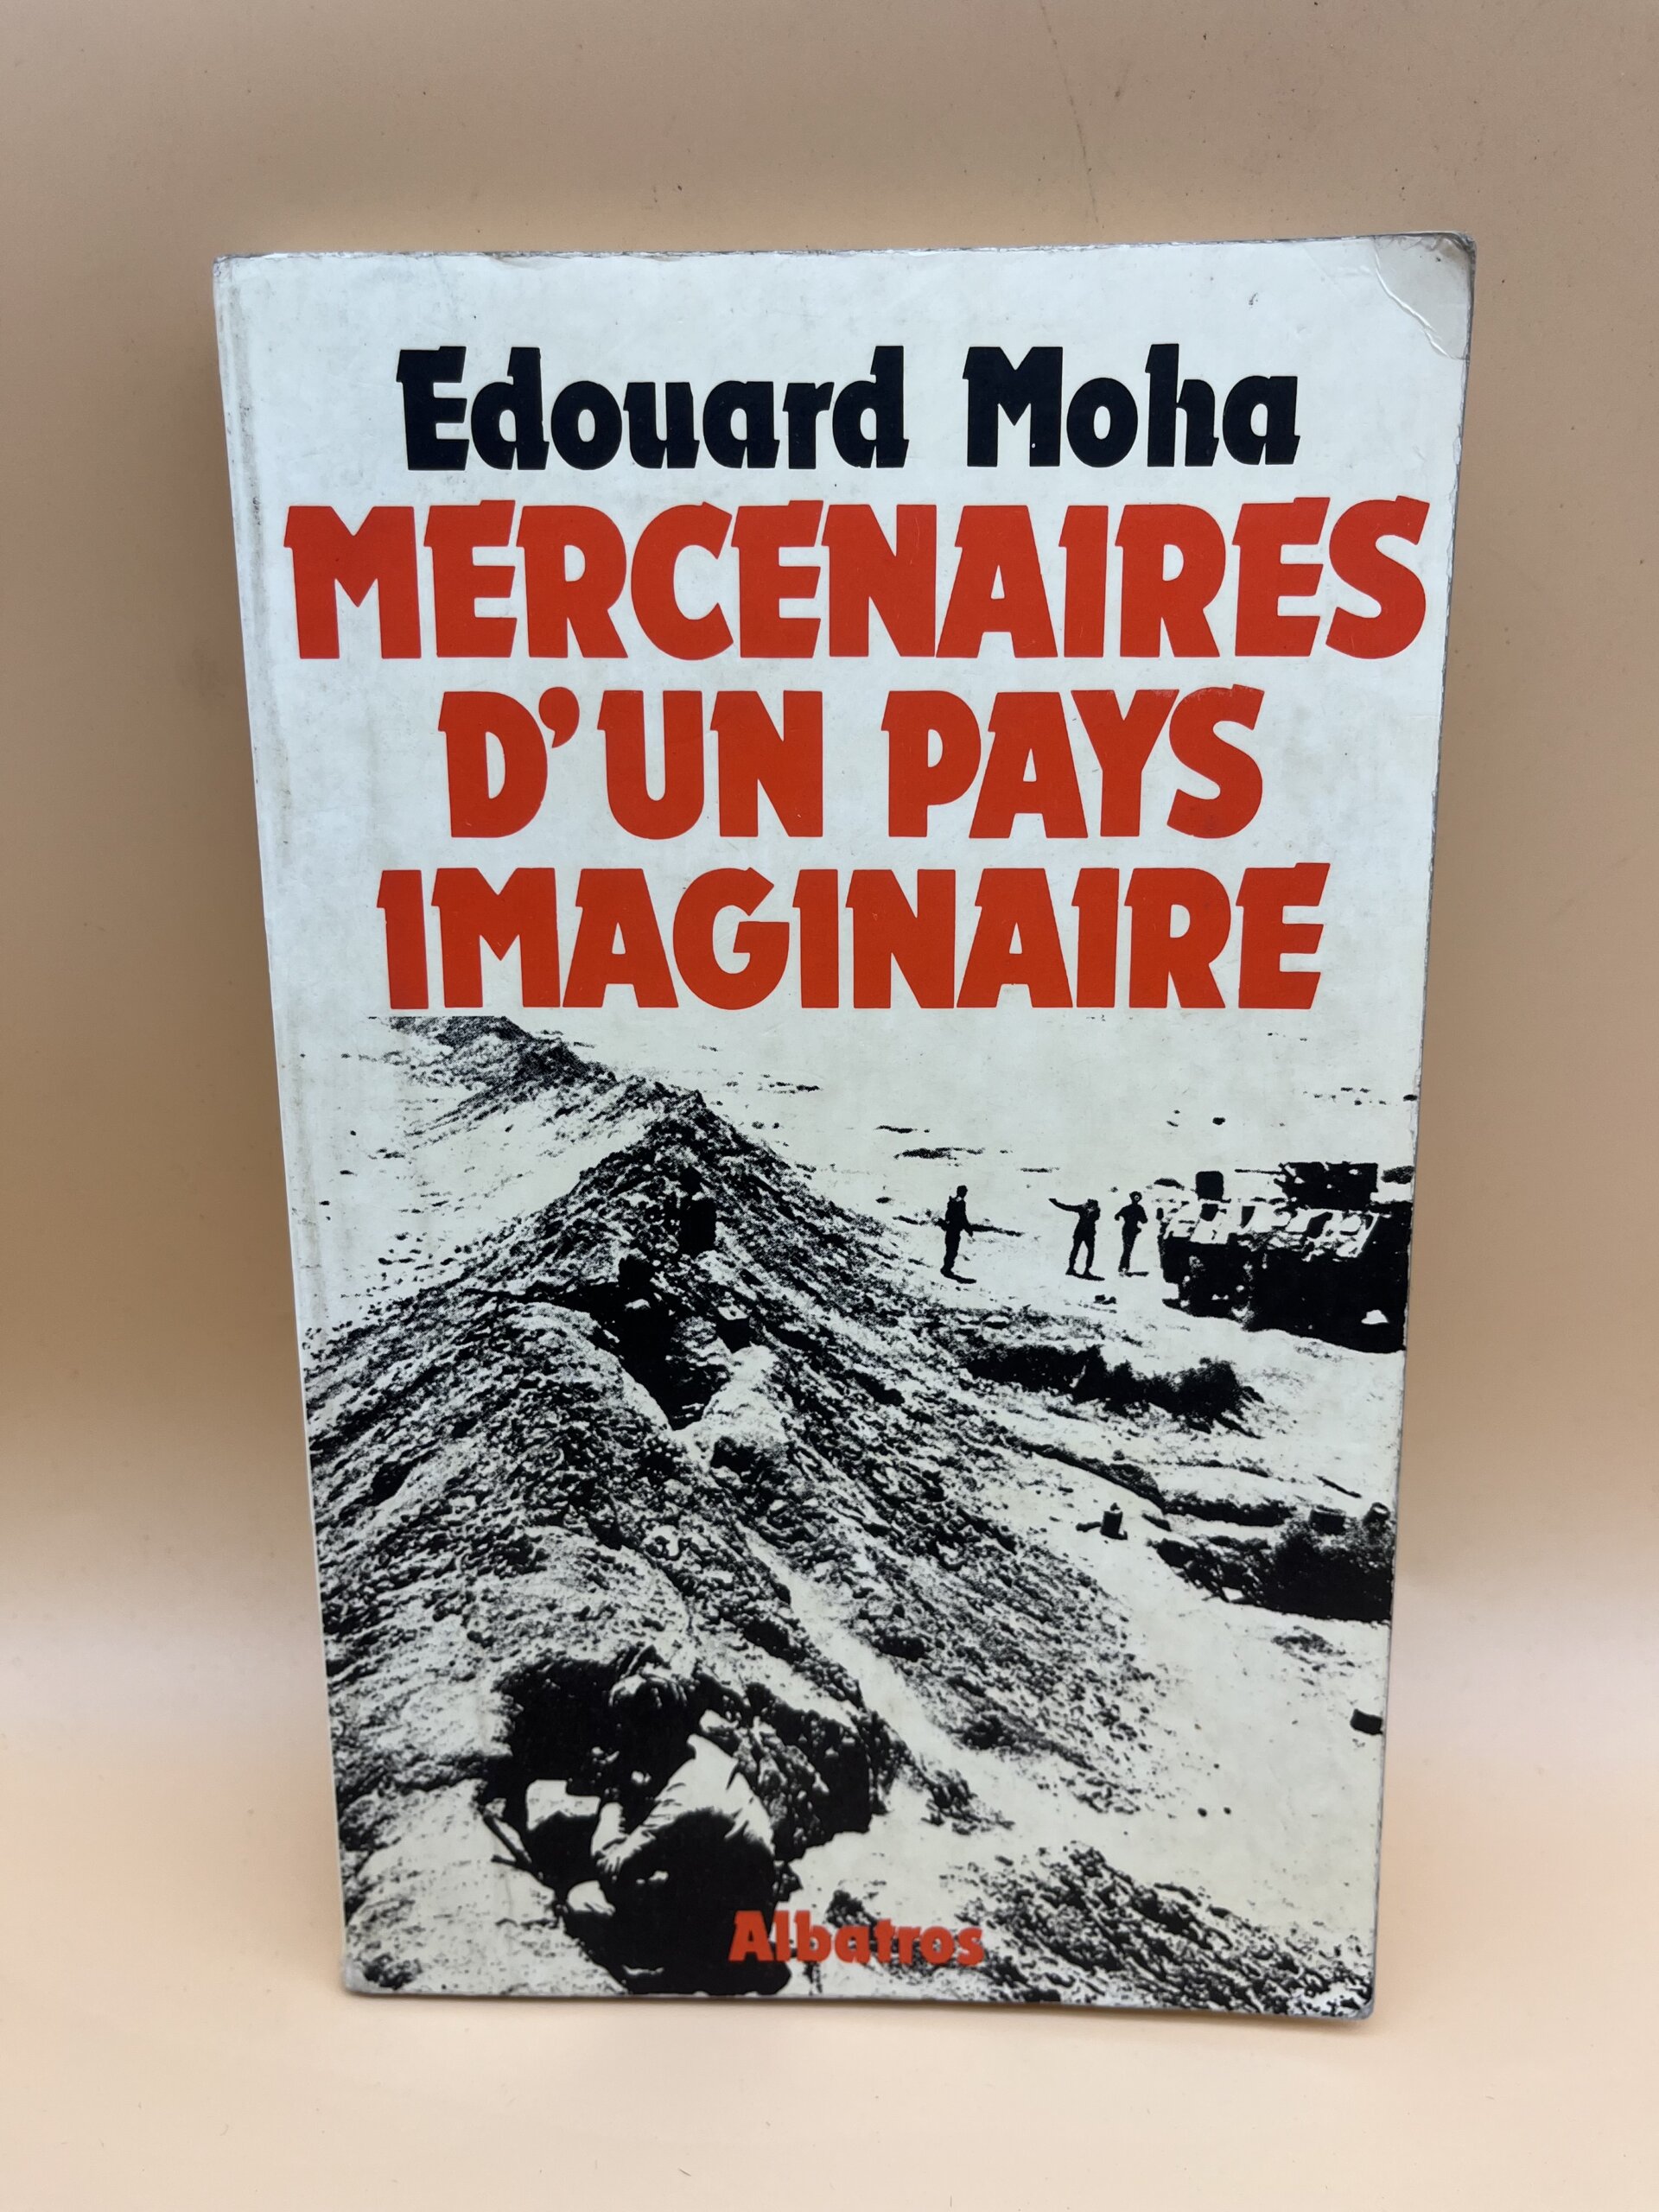 Edouard Moha
MERCENAIRES
D'UN PAYS
IMAGINAIRE
Albatros